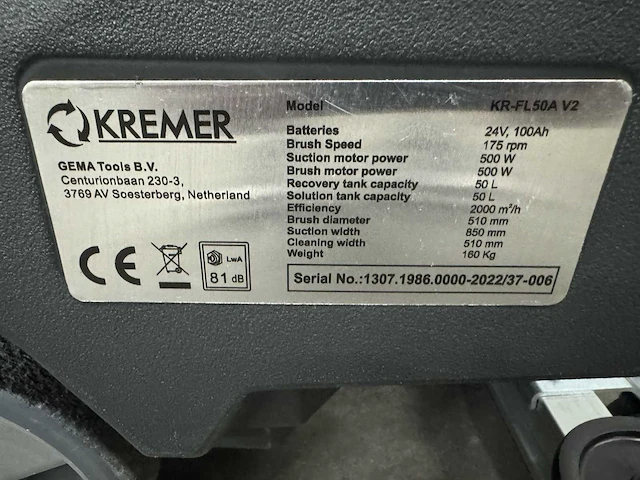 KREMER
GEMA Tools B.V.
Centurionbaan 230-3,
3769 AV Soesterberg, Netherland
CE
LwA
81 dB
Model KR-FL50A V2
Batteries 24V, 100Ah
Brush Speed 175 rpm
Suction motor power 500 W
Brush motor power 500 W
Recovery tank capacity 50 L
Solution tank capacity 50 L
Efficiency 2000 m²/h
Brush diameter 510 mm
Suction width 850 mm
Cleaning width 510 mm
Weight 160 Kg
Serial No.:1307.1986.0000-2022/37-006